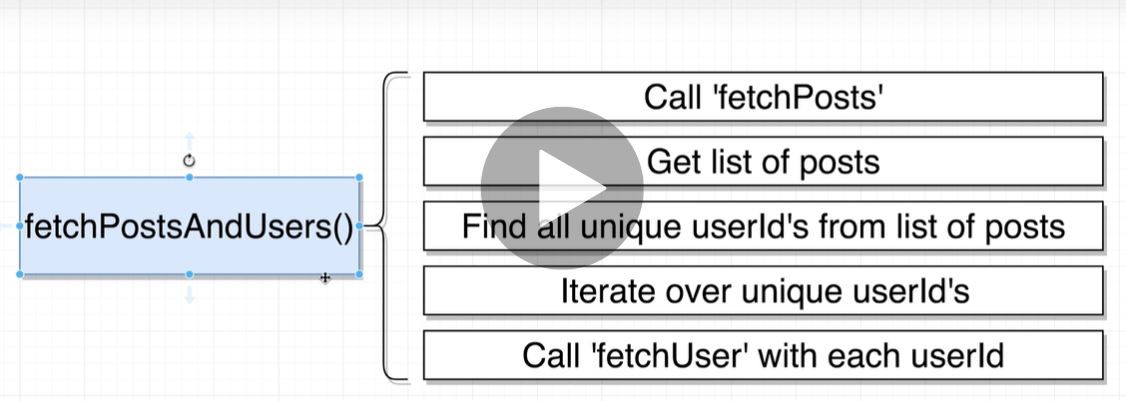 Call 'fetchPosts'
Get list of posts
fetchPostsAndUsers()
Find all unique userId's from list of posts
Iterate over unique userId's
Call 'fetchUser' with each userId